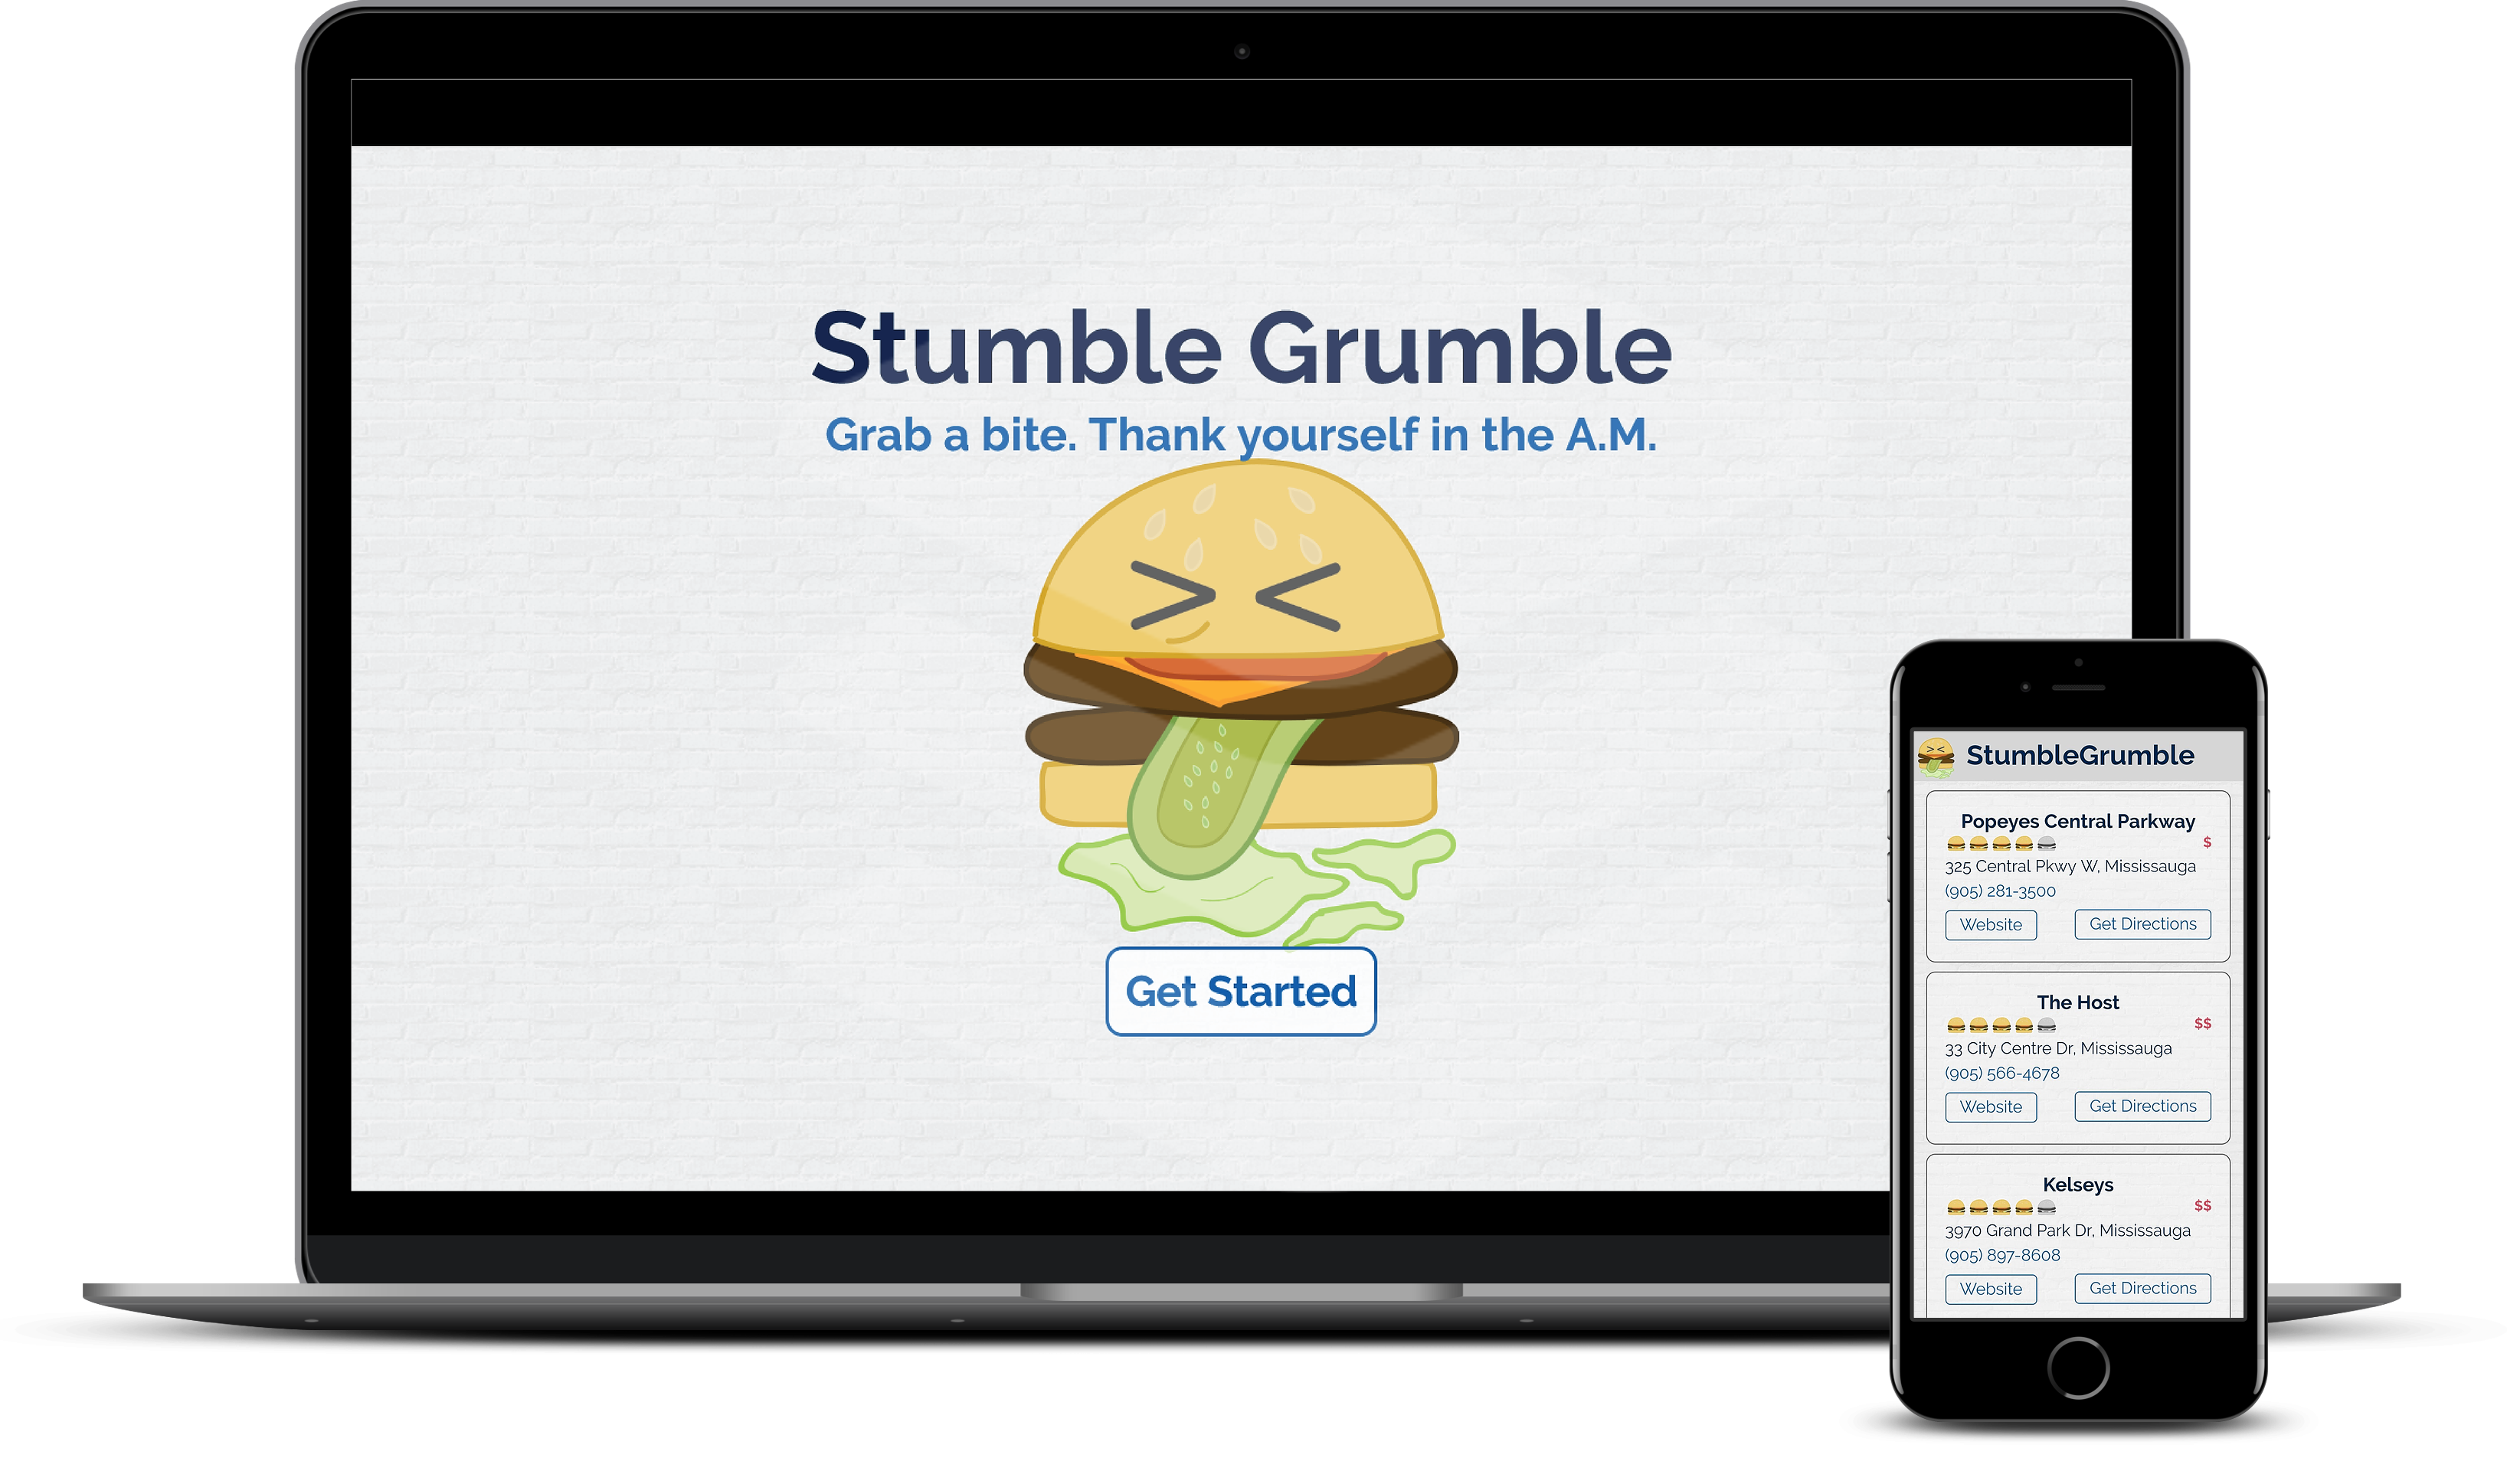 Stumble Grumble
Grab a bite. Thank yourself in the A.M.
Get Started
StumbleGrumble
Popeyes Central Parkway
$
325 Central Pkwy W, Mississauga
(905) 281-3500
Website Get Directions
The Host
$$
33 City Centre Dr, Mississauga
(905) 566-4678
Website Get Directions
Kelseys
$$
3970 Grand Park Dr, Mississauga
(905) 897-8608
Website Get Directions